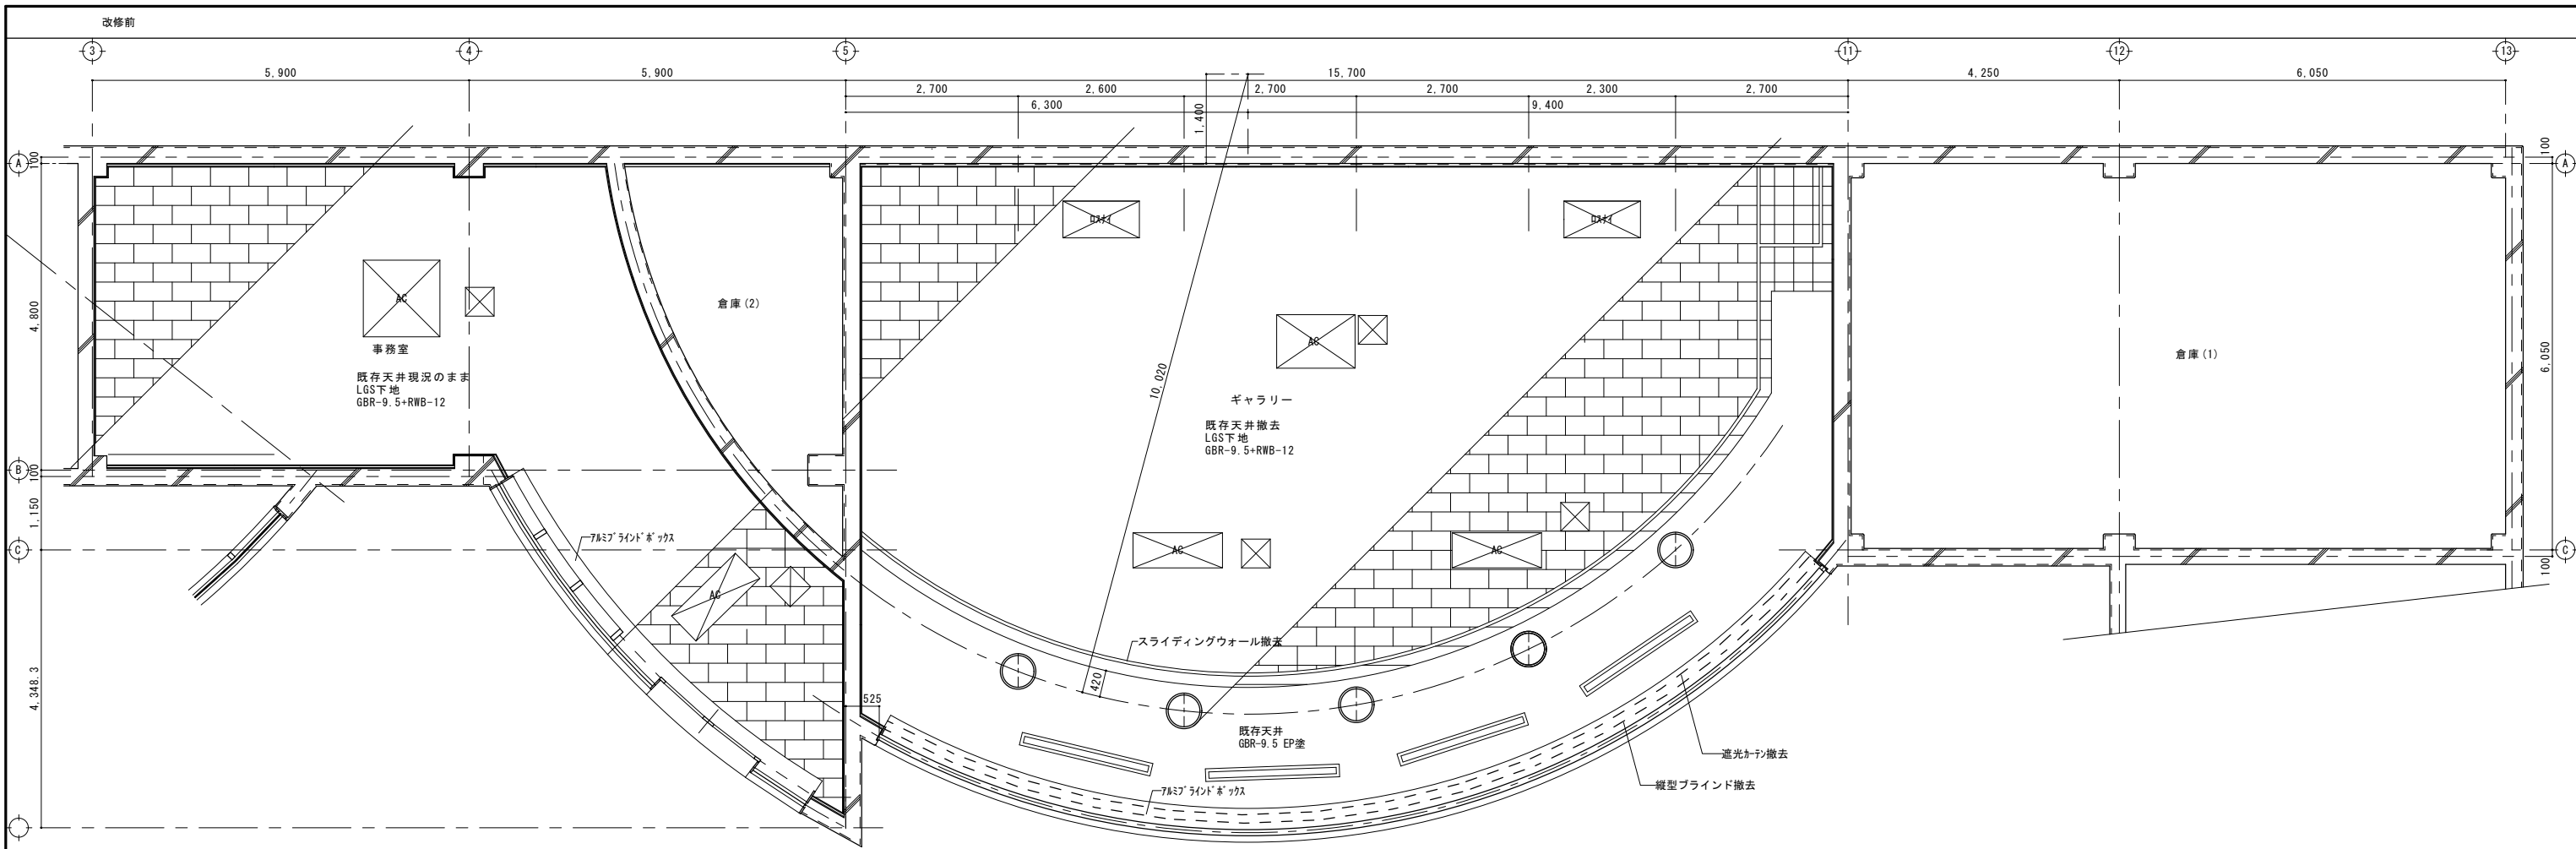 改修前
3
4
5
11
12
13
5,900
5,900
15,700
4,250
6,050
2,700
2,600
2,700
2,700
2,300
2,700
6,300
9,400
1,400
A
100
100
A
ロスナイ
ロスナイ
AC
倉庫(2)
AC
事務室
倉庫(1)
4,800
6,050
既存天井現況のまま
LGS下地
GBR-9.5+RWB-12
10,020
ギャラリー
既存天井撤去
LGS下地
GBR-9.5+RWB-12
B
100
1,150
アルミブラインドボックス
C
AC
AC
C
100
AC
スライディングウォール撤去
420
4,348.3
525
既存天井
GBR-9.5 EP塗
遮光カーテン撤去
縦型ブラインド撤去
アルミブラインドボックス